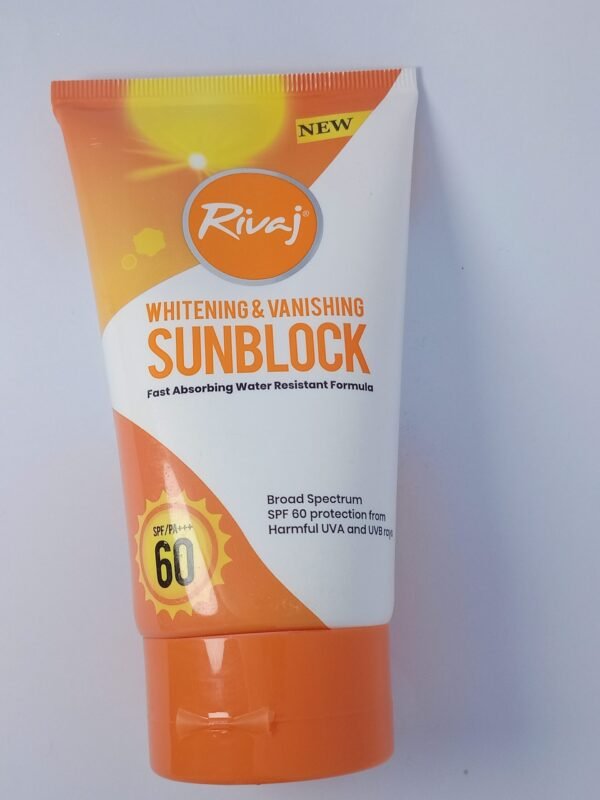 NEW
Rivaj®
WHITENING & VANISHING
SUNBLOCK
Fast Absorbing Water Resistant Formula
Broad Spectrum
SPF 60 protection from
Harmful UVA and UVB rays
SPF/PA+++
60